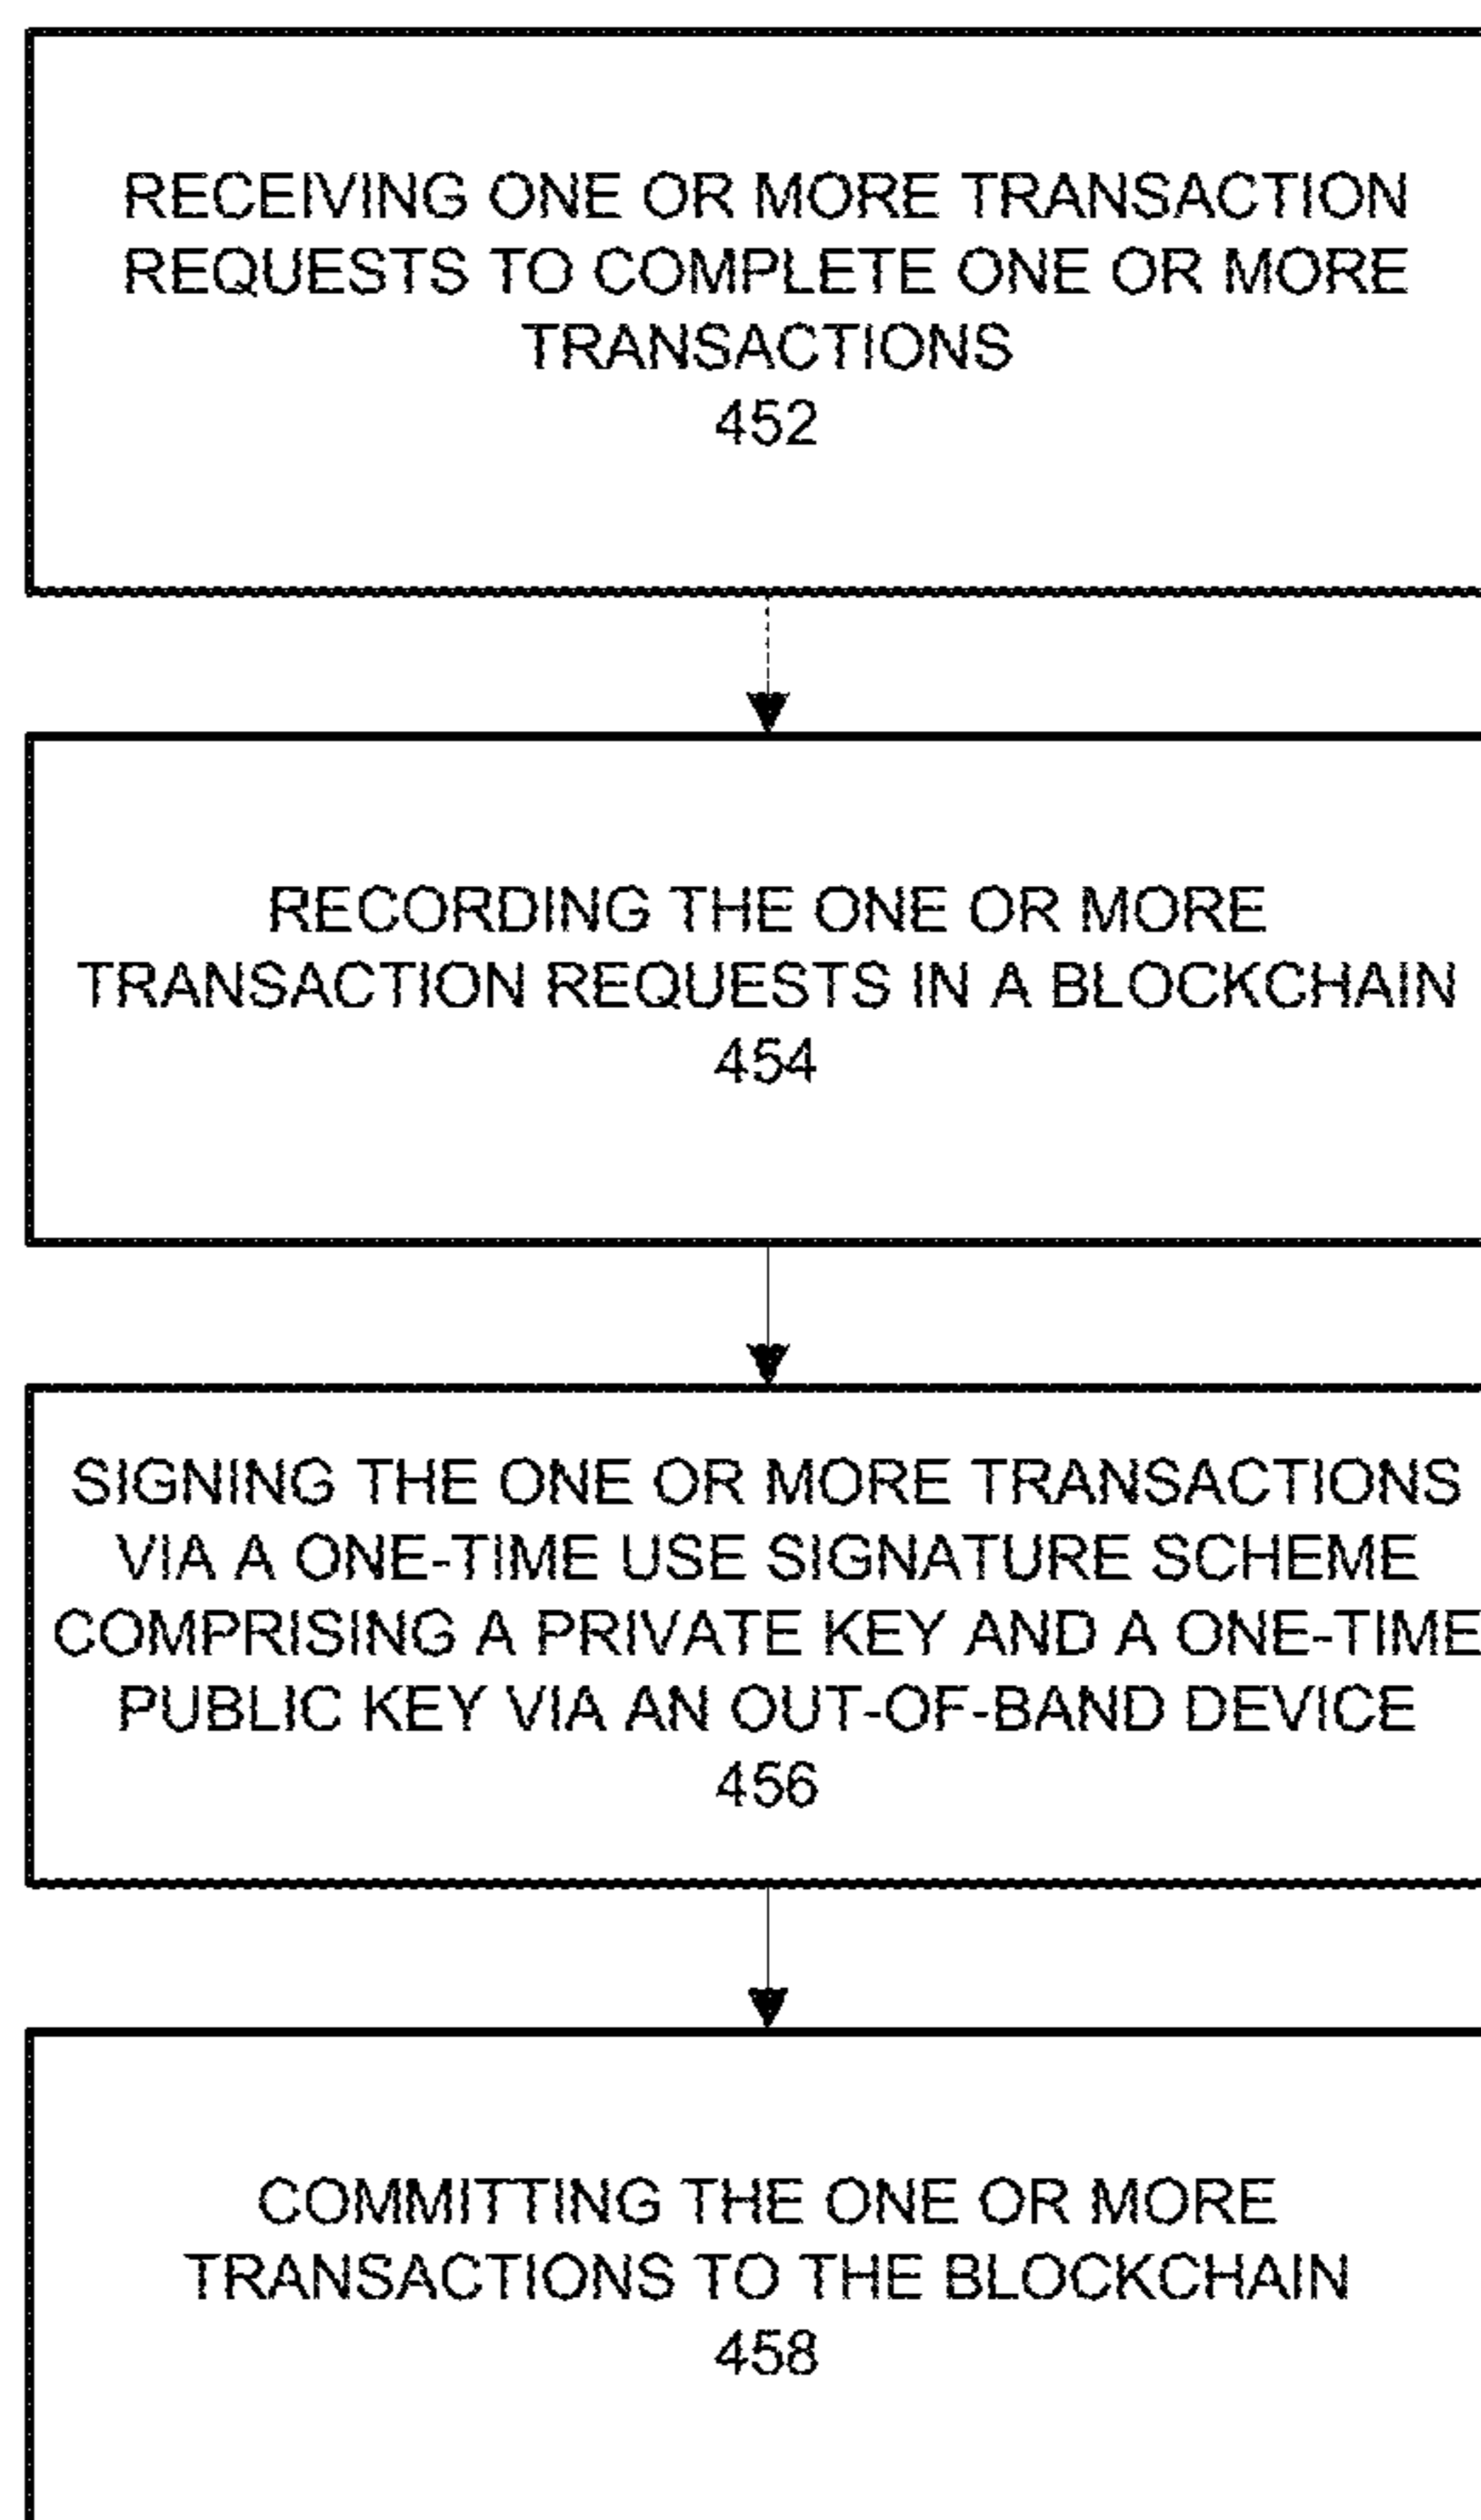 RECEIVING ONE OR MORE TRANSACTION
REQUESTS TO COMPLETE ONE OR MORE
TRANSACTIONS
452
RECORDING THE ONE OR MORE
TRANSACTION REQUESTS IN A BLOCKCHAIN
454
SIGNING THE ONE OR MORE TRANSACTIONS
VIA A ONE-TIME USE SIGNATURE SCHEME
COMPRISING A PRIVATE KEY AND A ONE-TIME
PUBLIC KEY VIA AN OUT-OF-BAND DEVICE
456
COMMITTING THE ONE OR MORE
TRANSACTIONS TO THE BLOCKCHAIN
458